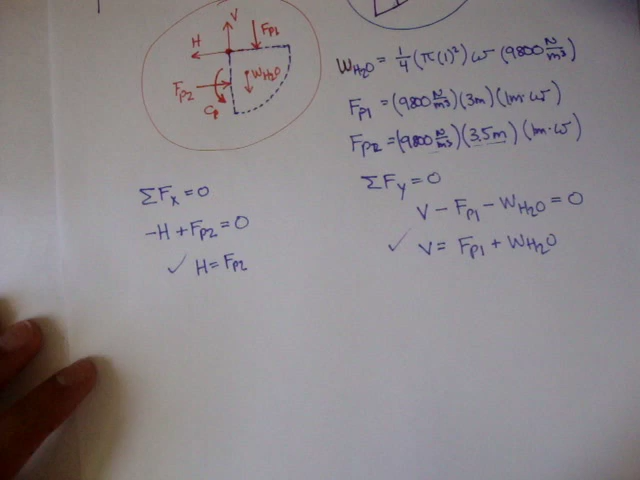 V
F_P1
H
W_H2O
F_P2
W_H2O = 1/4 (π(1)²) w (9800 N/m³)
F_P1 = (9800 N/m³)(3m)(1m·w)
F_P2 = (9800 N/m³)(3.5m)(1m·w)
ΣF_x = 0
-H + F_P2 = 0
✓ H = F_P2
ΣF_y = 0
V - F_P1 - W_H2O = 0
✓ V = F_P1 + W_H2O